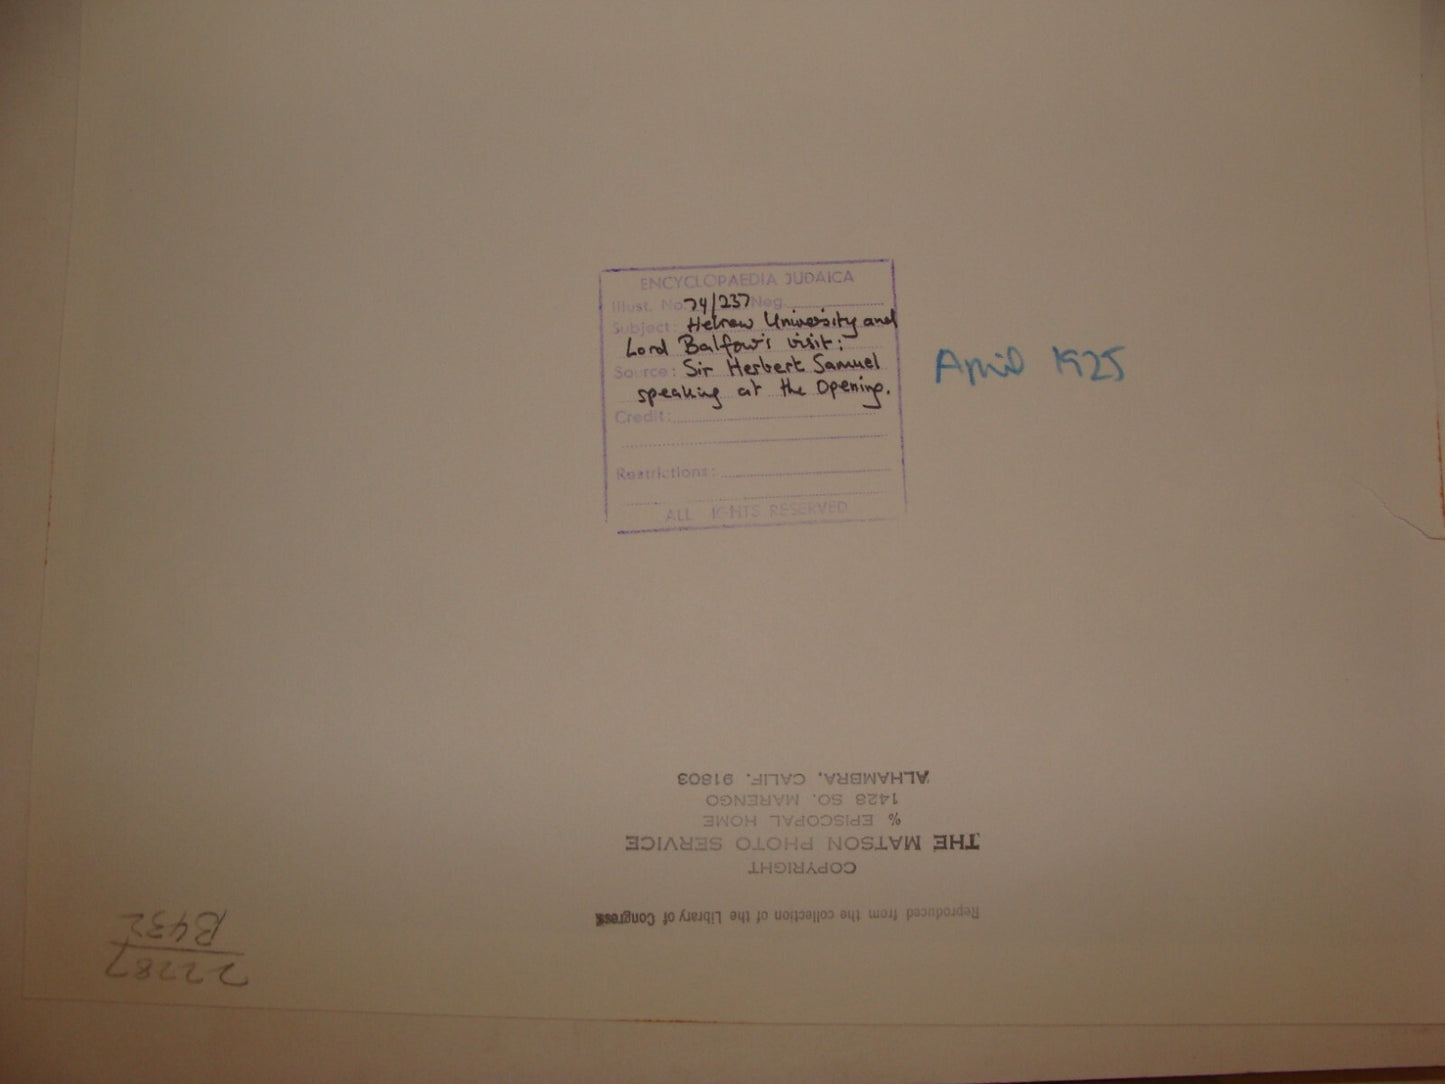 ENCYCLOPAEDIA JUDAICA
Illust. No. 74/237 Neg.
Subject: Hebrew University and
Lord Balfour's visit:
Source: Sir Herbert Samuel
speaking at the Opening.
Credit:
Restrictions:
ALL IGHTS RESERVED
April 1925
Reproduced from the collection of the Library of Congress
COPYRIGHT
THE MATSON PHOTO SERVICE
% EPISCOPAL HOME
1428 SO. MARENGO
ALHAMBRA, CALIF. 91803
22287
B432